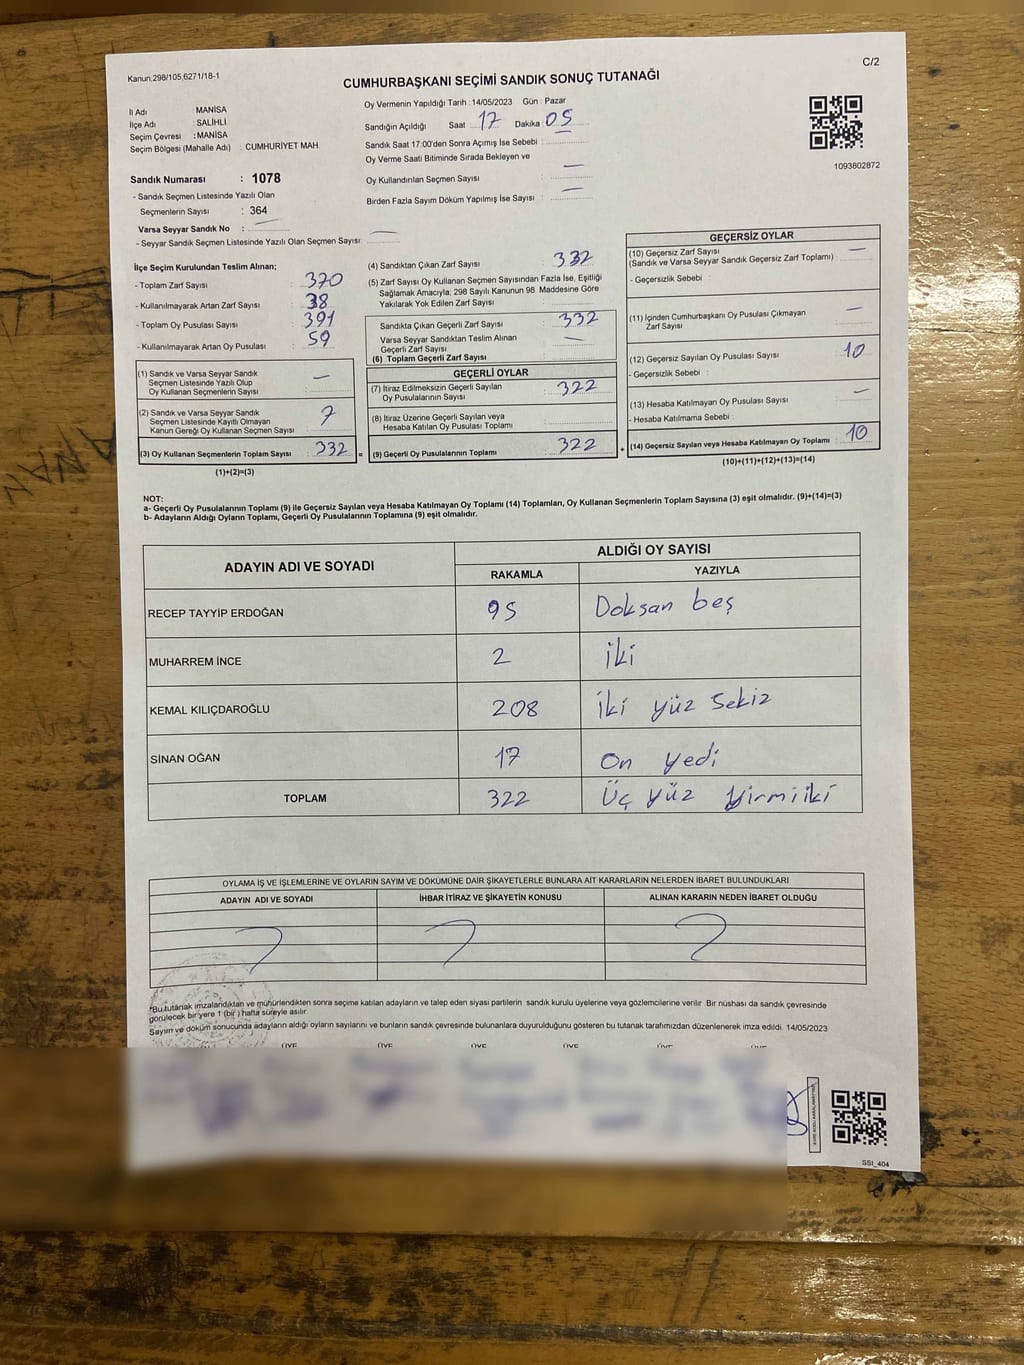 Kanun:298/105,6271/18-1
C/2
CUMHURBAŞKANI SEÇİMİ SANDIK SONUÇ TUTANAĞI
İl Adı : MANİSA
İlçe Adı : SALİHLİ
Seçim Çevresi : MANİSA
Seçim Bölgesi (Mahalle Adı) : CUMHURİYET MAH.
Oy Vermenin Yapıldığı Tarih : 14/05/2023 Gün : Pazar
Sandığın Açıldığı Saat 17 Dakika 05
Sandık Saat 17:00'den Sonra Açımış İse Sebebi :
Oy Verme Saati Bitiminde Sırada Bekleyen ve
Oy Kullandırılan Seçmen Sayısı : —
Birden Fazla Sayım Döküm Yapılmış İse Sayısı : —
1093802872
Sandık Numarası : 1078
- Sandık Seçmen Listesinde Yazılı Olan
Seçmenlerin Sayısı : 364
Varsa Seyyar Sandık No : —
- Seyyar Sandık Seçmen Listesinde Yazılı Olan Seçmen Sayısı : —
İlçe Seçim Kurulundan Teslim Alınan;
- Toplam Zarf Sayısı : 370
- Kullanılmayarak Artan Zarf Sayısı : 38
- Toplam Oy Pusulası Sayısı : 391
- Kullanılmayarak Artan Oy Pusulası : 59
(1) Sandık ve Varsa Seyyar Sandık
Seçmen Listesinde Yazılı Olup
Oy Kullanan Seçmenlerin Sayısı : —
(2) Sandık ve Varsa Seyyar Sandık
Seçmen Listesinde Kayıtlı Olmayan
Kanun Gereği Oy Kullanan Seçmen Sayısı : 7
(3) Oy Kullanan Seçmenlerin Toplam Sayısı : 332 =
(1)+(2)=(3)
(4) Sandıktan Çıkan Zarf Sayısı : 332
(5) Zarf Sayısı Oy Kullanan Seçmen Sayısından Fazla İse, Eşitliği
Sağlamak Amacıyla, 298 Sayılı Kanunun 98. Maddesine Göre
Yakılarak Yok Edilen Zarf Sayısı :
Sandıkta Çıkan Geçerli Zarf Sayısı : 332
Varsa Seyyar Sandıktan Teslim Alınan
Geçerli Zarf Sayısı : —
(6) Toplam Geçerli Zarf Sayısı :
GEÇERLİ OYLAR
(7) İtiraz Edilmeksizin Geçerli Sayılan
Oy Pusulalarının Sayısı : 322
(8) İtiraz Üzerine Geçerli Sayılan veya
Hesaba Katılan Oy Pusulası Toplamı :
(9) Geçerli Oy Pusulalarının Toplamı : 322 +
GEÇERSİZ OYLAR
(10) Geçersiz Zarf Sayısı
(Sandık ve Varsa Seyyar Sandık Geçersiz Zarf Toplamı) : —
- Geçersizlik Sebebi :
(11) İçinden Cumhurbaşkanı Oy Pusulası Çıkmayan
Zarf Sayısı : —
(12) Geçersiz Sayılan Oy Pusulası Sayısı : 10
- Geçersizlik Sebebi :
(13) Hesaba Katılmayan Oy Pusulası Sayısı : —
- Hesaba Katılmama Sebebi :
(14) Geçersiz Sayılan veya Hesaba Katılmayan Oy Toplamı : 10
(10)+(11)+(12)+(13)=(14)
NOT:
a- Geçerli Oy Pusulalarının Toplamı (9) ile Geçersiz Sayılan veya Hesaba Katılmayan Oy Toplamı (14) Toplamları, Oy Kullanan Seçmenlerin Toplam Sayısına (3) eşit olmalıdır. (9)+(14)=(3)
b- Adayların Aldığı Oyların Toplamı, Geçerli Oy Pusulalarının Toplamına (9) eşit olmalıdır.
ADAYIN ADI VE SOYADI
ALDIĞI OY SAYISI
RAKAMLA YAZIYLA
RECEP TAYYİP ERDOĞAN 95 Doksan beş
MUHARREM İNCE 2 iki
KEMAL KILIÇDAROĞLU 208 İki yüz sekiz
SİNAN OĞAN 17 On yedi
TOPLAM 322 Üç yüz yirmiiki
OYLAMA İŞ VE İŞLEMLERİNE VE OYLARIN SAYIM VE DÖKÜMÜNE DAİR ŞİKAYETLERLE BUNLARA AİT KARARLARIN NELERDEN İBARET BULUNDUKLARI
ADAYIN ADI VE SOYADI İHBAR İTİRAZ VE ŞİKAYETİN KONUSU ALINAN KARARIN NEDEN İBARET OLDUĞU
*Bu tutanak imzalandıktan ve mühürlendikten sonra seçime katılan adayların ve talep eden siyasi partilerin sandık kurulu üyelerine veya gözlemcilerine verilir. Bir nüshası da sandık çevresinde
görülecek bir yere 1 (bir) hafta süreyle asılır.
Sayım ve döküm sonucunda adayların aldığı oyların sayılarını ve bunların sandık çevresinde bulunanlara duyurulduğunu gösteren bu tutanak tarafımızdan düzenlenerek imza edildi. 14/05/2023
ÜYE ÜYE ÜYE ÜYE ÜYE ÜYE
SSI_404